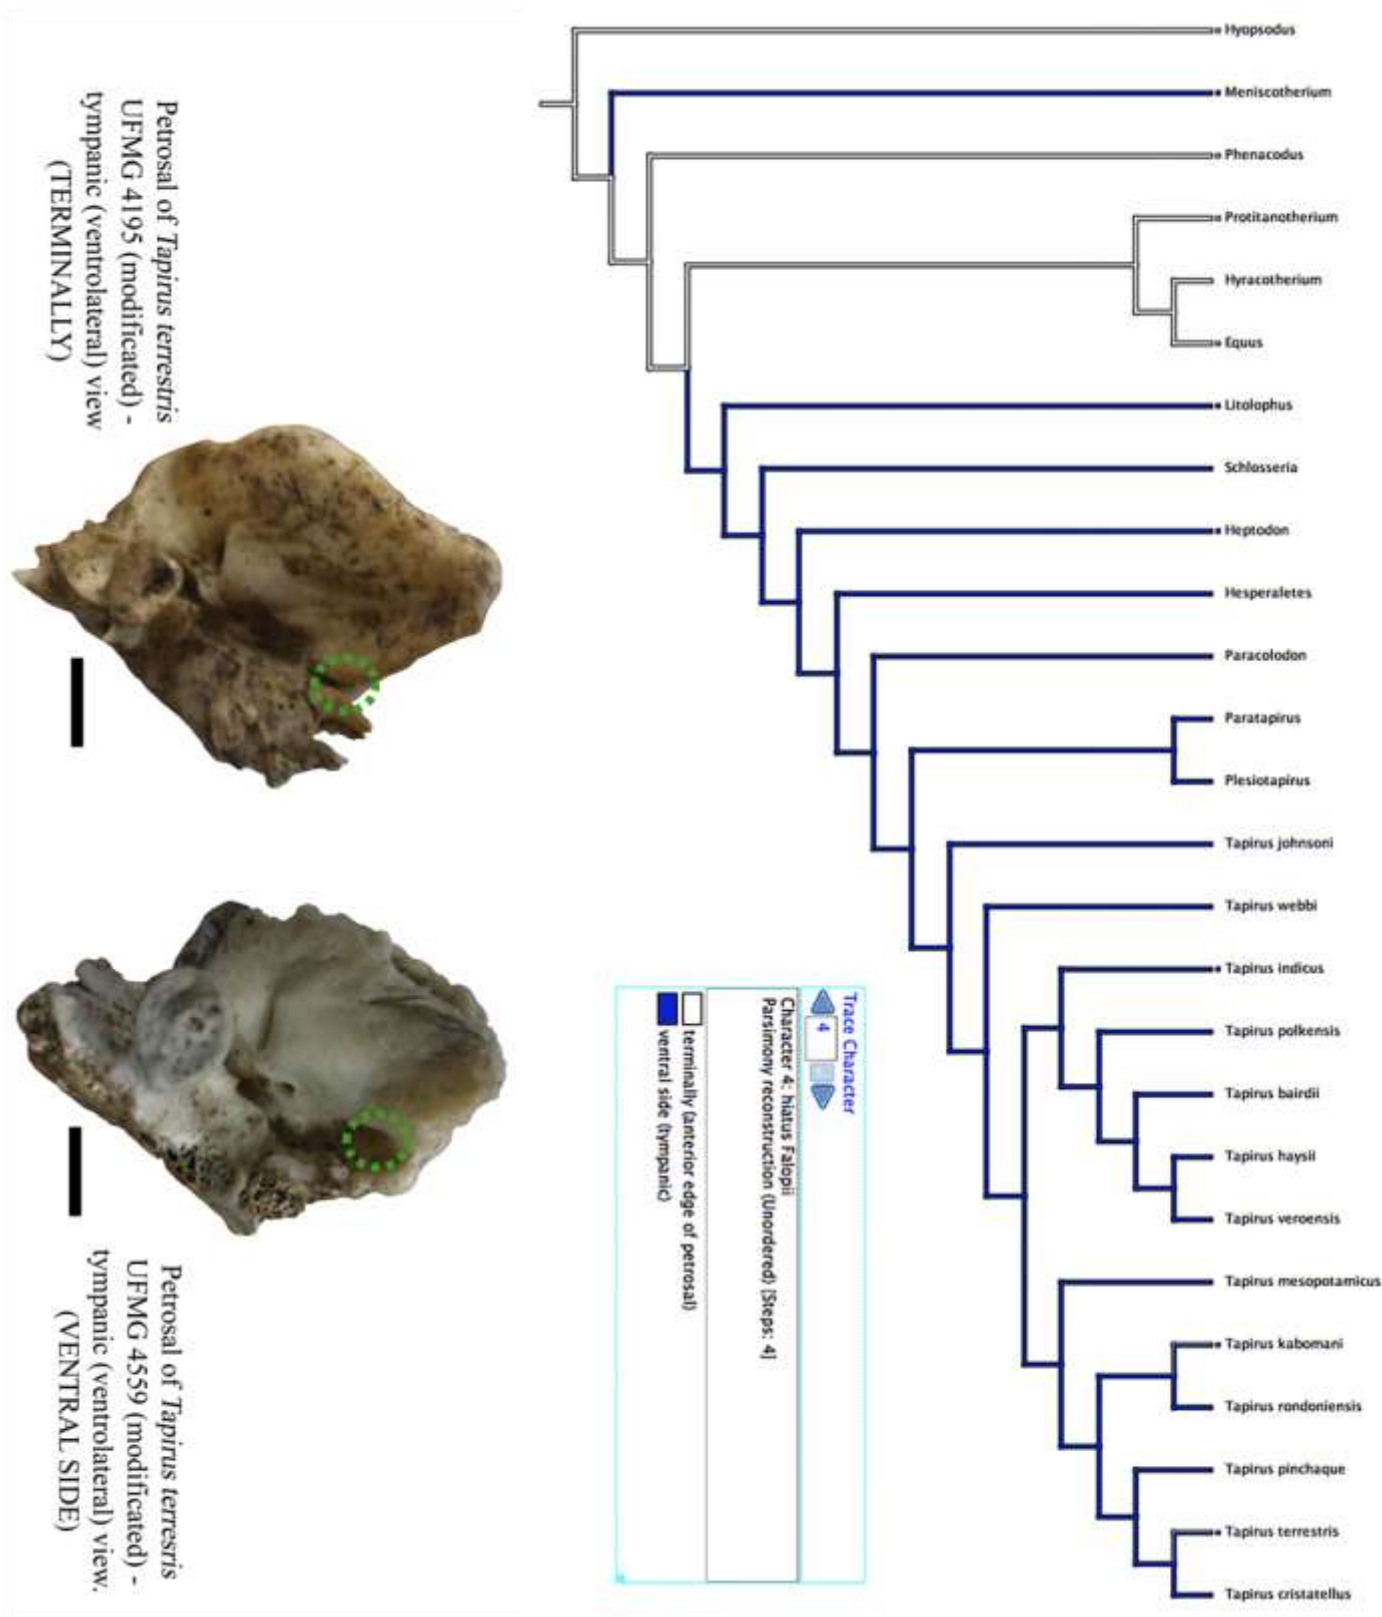 Hyopsodus
Meniscotherium
Phenacodus
Protitanotherium
Hyracotherium
Equus
Litolophus
Schlosseria
Heptodon
Hesperaletes
Paracolodon
Paratapirus
Plesiotapirus
Tapirus johnsoni
Tapirus webbi
Tapirus indicus
Tapirus polkensis
Tapirus bairdii
Tapirus haysii
Tapirus veroensis
Tapirus mesopotamicus
Tapirus kabomani
Tapirus rondoniensis
Tapirus pinchaque
Tapirus terrestris
Tapirus cristatellus
Trace Character
4
Character 4: hiatus Falopii
Parsimony reconstruction (Unordered) [Steps: 4]
terminally (anterior edge of petrosal)
ventral side (tympanic)
Petrosal of Tapirus terrestris
UFMG 4195 (modificated) -
tympanic (ventrolateral) view
(TERMINALLY)
Petrosal of Tapirus terresris
UFMG 4559 (modificated) -
tympanic (ventrolateral) view.
(VENTRAL SIDE)